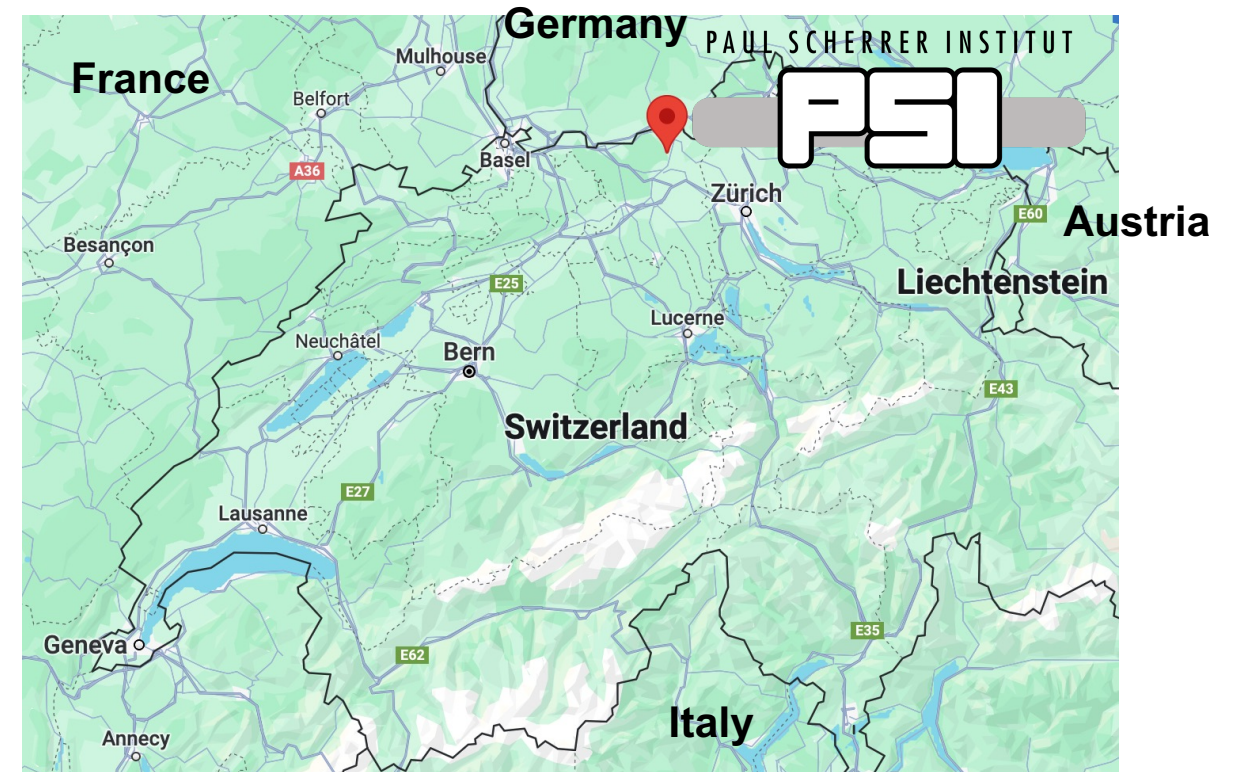 Germany
PAUL SCHERRER INSTITUT
PSI
France
Mulhouse
Belfort
Basel
A36
Zürich
E60
Austria
Besançon
Liechtenstein
E25
Lucerne
Neuchâtel
Bern
E43
Switzerland
E27
Lausanne
E35
Geneva
E62
Italy
Annecy